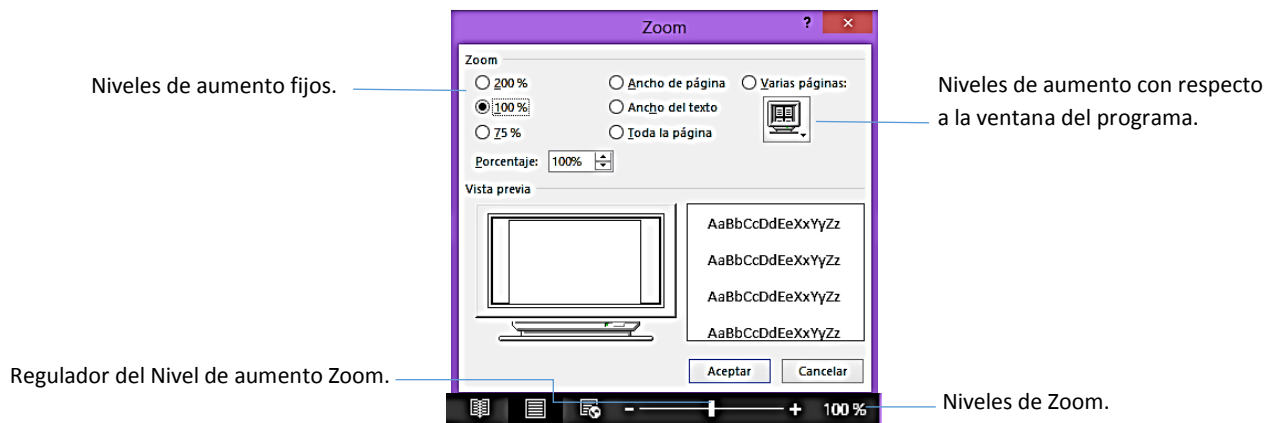 Zoom ? ×
Zoom
Niveles de aumento fijos.
200 %
Ancho de página
Varias páginas:
100 %
Ancho del texto
75 %
Toda la página
Niveles de aumento con respecto
a la ventana del programa.
Porcentaje: 100%
Vista previa
AaBbCcDdEeXxYyZz
AaBbCcDdEeXxYyZz
AaBbCcDdEeXxYyZz
AaBbCcDdEeXxYyZz
Aceptar Cancelar
Regulador del Nivel de aumento Zoom.
- + 100 %
Niveles de Zoom.